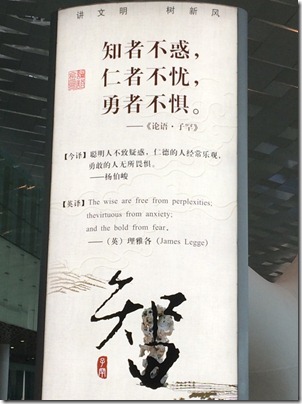 讲文明 树新风
知者不惑，
仁者不忧，
勇者不惧。
——《论语·子罕》
【今译】聪明人不致疑惑，仁德的人经常乐观，
勇敢的人无所畏惧。
——杨伯峻
【英译】The wise are free from perplexities;
thevirtuous from anxiety;
and the bold from fear.
——（英）理雅各（James Legge）
智
子罕